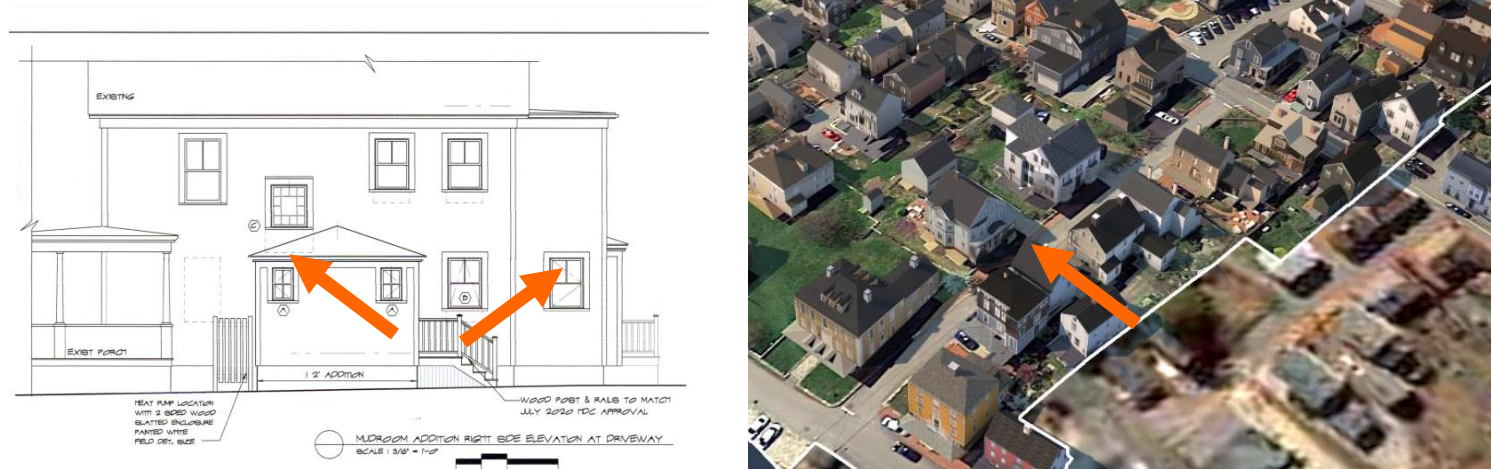 EXISTING
C
D
A
A
EXIST PORCH
12' ADDITION
HEAT PUMP LOCATION
WITH 2 SIDED WOOD
SLATTED ENCLOSURE
PAINTED WHITE
FIELD DET. SIZE
WOOD POST & RAILS TO MATCH
JULY 2020 HDC APPROVAL
MUDROOM ADDITION RIGHT SIDE ELEVATION AT DRIVEWAY
SCALE : 3/16" = 1'-0"